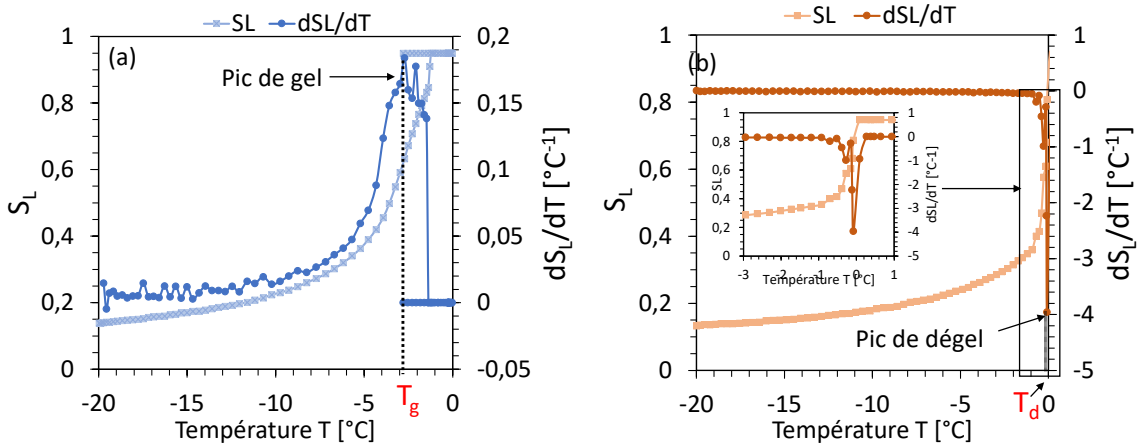 SL dSL/dT
(a)
Pic de gel
1
0,8
0,6
0,4
0,2
0
S_L
0,2
0,15
0,1
0,05
0
-0,05
dS_L/dT [°C⁻¹]
-20 -15 -10 -5 0
T_g
Température T [°C]
SL dSL/dT
(b)
1
0,8
0,6
0,4
0,2
0
S_L
1
0
-1
-2
-3
-4
-5
dS_L/dT [°C⁻¹]
1
0,8
0,6
0,4
0,2
0
SL
1
0
-1
-2
-3
-4
-5
dSL/dT [°C-1]
-3 -2 -1 0 1
Température T [°C]
Pic de dégel
-20 -15 -10 -5 0
T_d
Température T [°C]